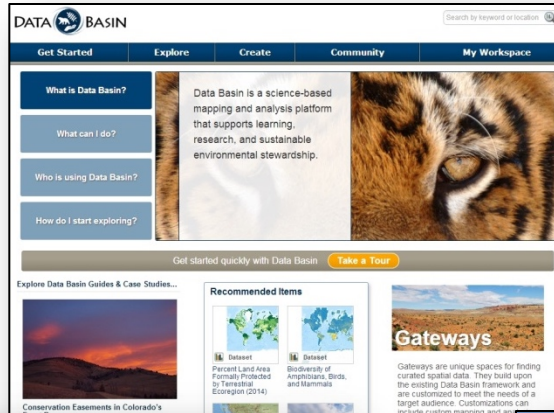 DATA BASIN
Search by keyword or location
Get Started
Explore
Create
Community
My Workspace
What is Data Basin?
What can I do?
Who is using Data Basin?
How do I start exploring?
Data Basin is a science-based
mapping and analysis platform
that supports learning,
research, and sustainable
environmental stewardship.
Get started quickly with Data Basin
Take a Tour
Explore Data Basin Guides & Case Studies...
Conservation Easements in Colorado's
Recommended Items
Dataset
Percent Land Area
Formally Protected
by Terrestrial
Ecoregion (2014)
Dataset
Biodiversity of
Amphibians, Birds,
and Mammals
Gateways
Gateways are unique spaces for finding
curated spatial data. They build upon
the existing Data Basin framework and
are customized to meet the needs of a
target audience. Customizations can
include custom mapping and